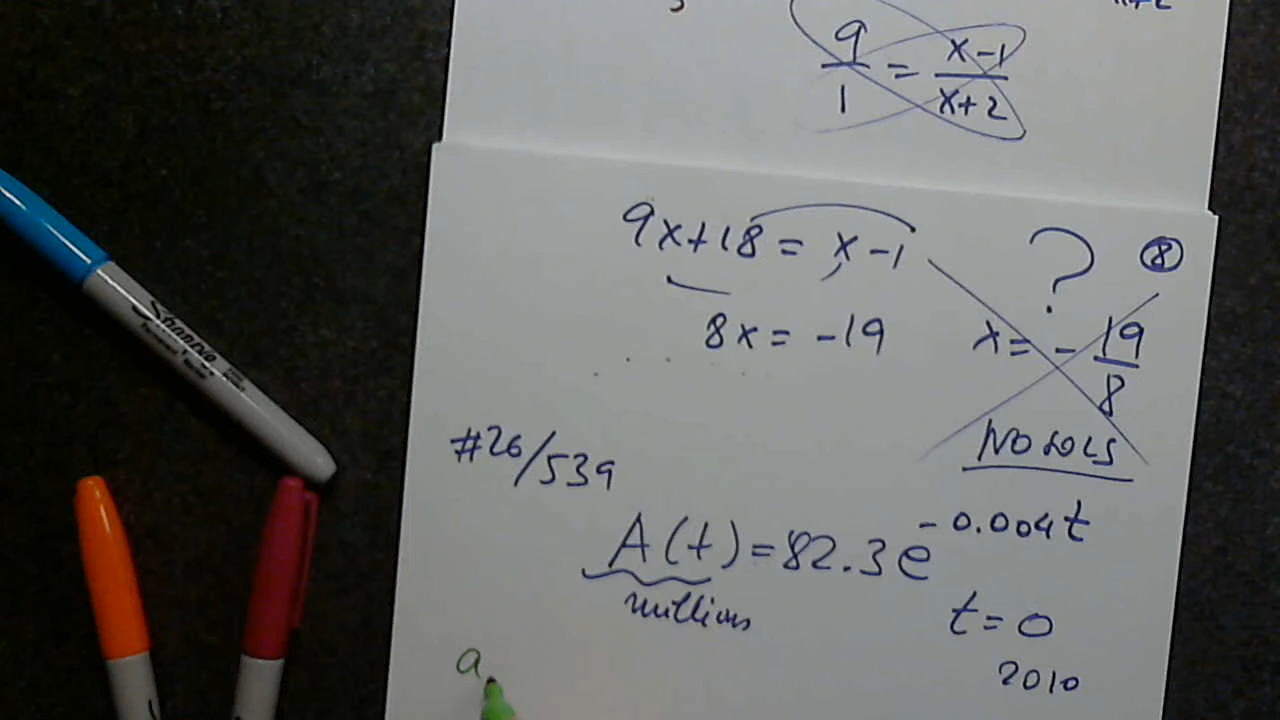 9/1 = x-1/x+2
9x+18 = x-1
?
8
8x = -19
x = -19/8
NO SOLS
#26/539
A(t) = 82.3e^-0.004t
millions
t=0
2010
a
Sharpie